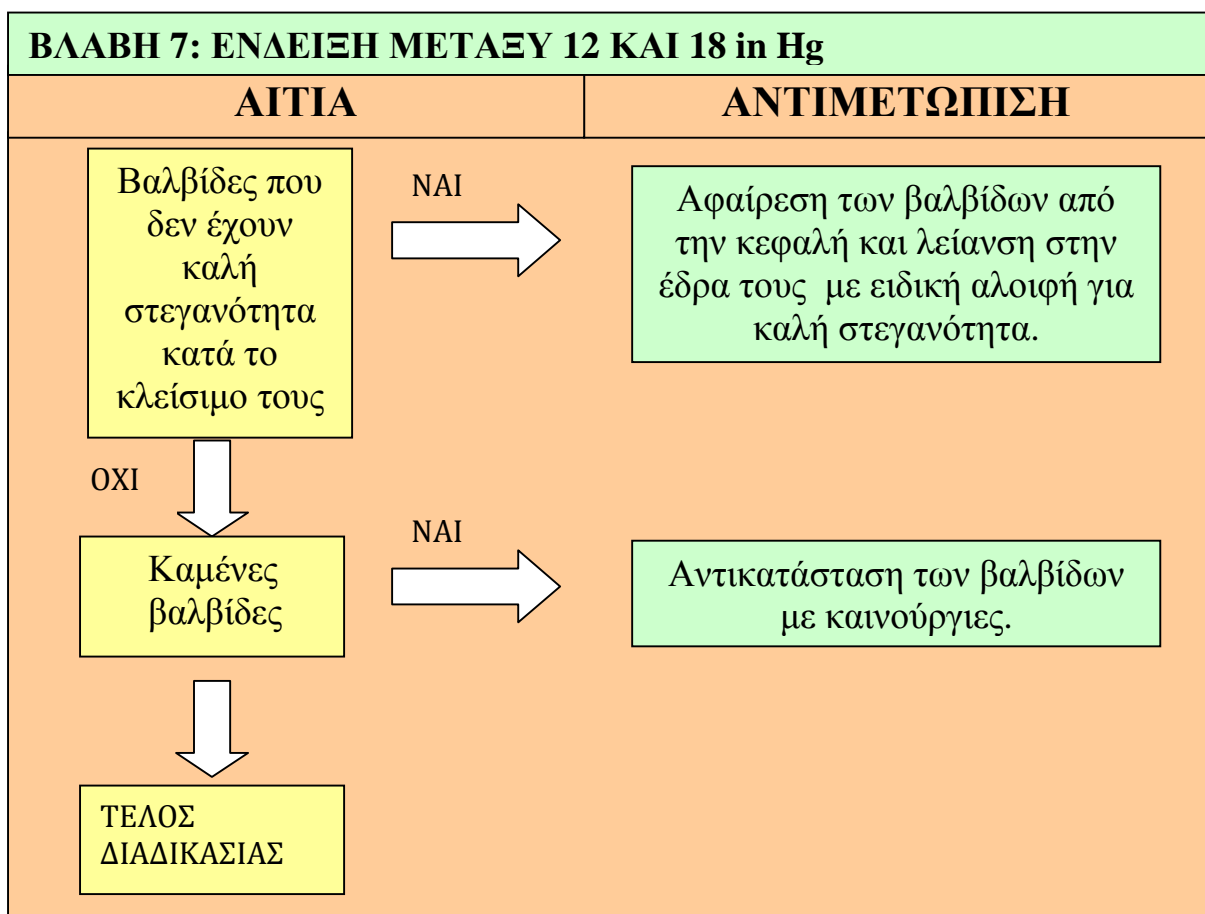 ΒΛΑΒΗ 7: ΕΝΔΕΙΞΗ ΜΕΤΑΞΥ 12 ΚΑΙ 18 in Hg
ΑΙΤΙΑ
ΑΝΤΙΜΕΤΩΠΙΣΗ
Βαλβίδες που
δεν έχουν
καλή
στεγανότητα
κατά το
κλείσιμο τους
ΝΑΙ
Αφαίρεση των βαλβίδων από
την κεφαλή και λείανση στην
έδρα τους με ειδική αλοιφή για
καλή στεγανότητα.
ΟΧΙ
Καμένες
βαλβίδες
ΝΑΙ
Αντικατάσταση των βαλβίδων
με καινούργιες.
ΤΕΛΟΣ
ΔΙΑΔΙΚΑΣΙΑΣ